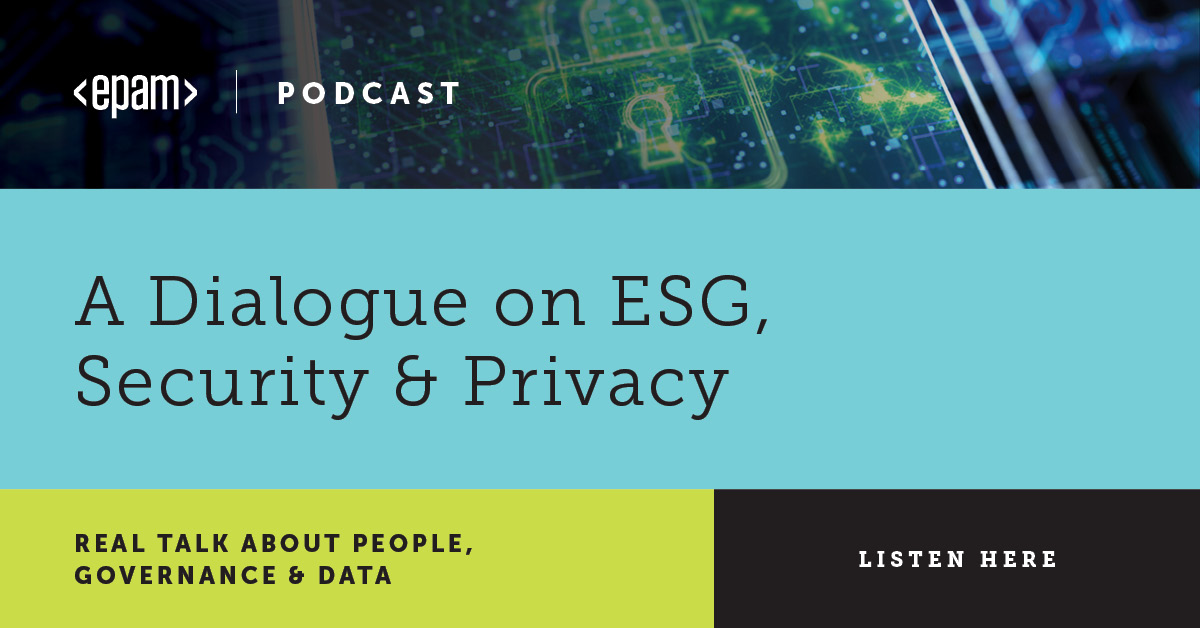 <epam> | PODCAST
A Dialogue on ESG,
Security & Privacy
REAL TALK ABOUT PEOPLE,
GOVERNANCE & DATA
LISTEN HERE